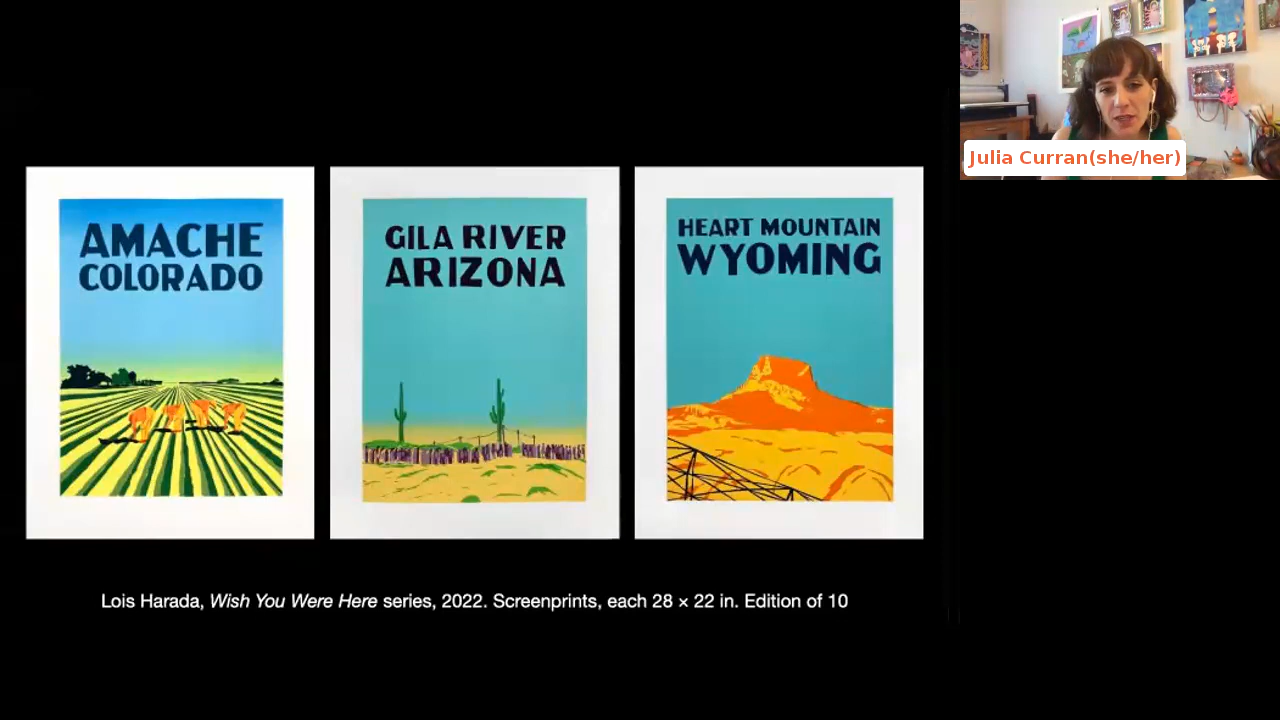 Julia Curran(she/her)
AMACHE
COLORADO
GILA RIVER
ARIZONA
HEART MOUNTAIN
WYOMING
Lois Harada, Wish You Were Here series, 2022. Screenprints, each 28 × 22 in. Edition of 10